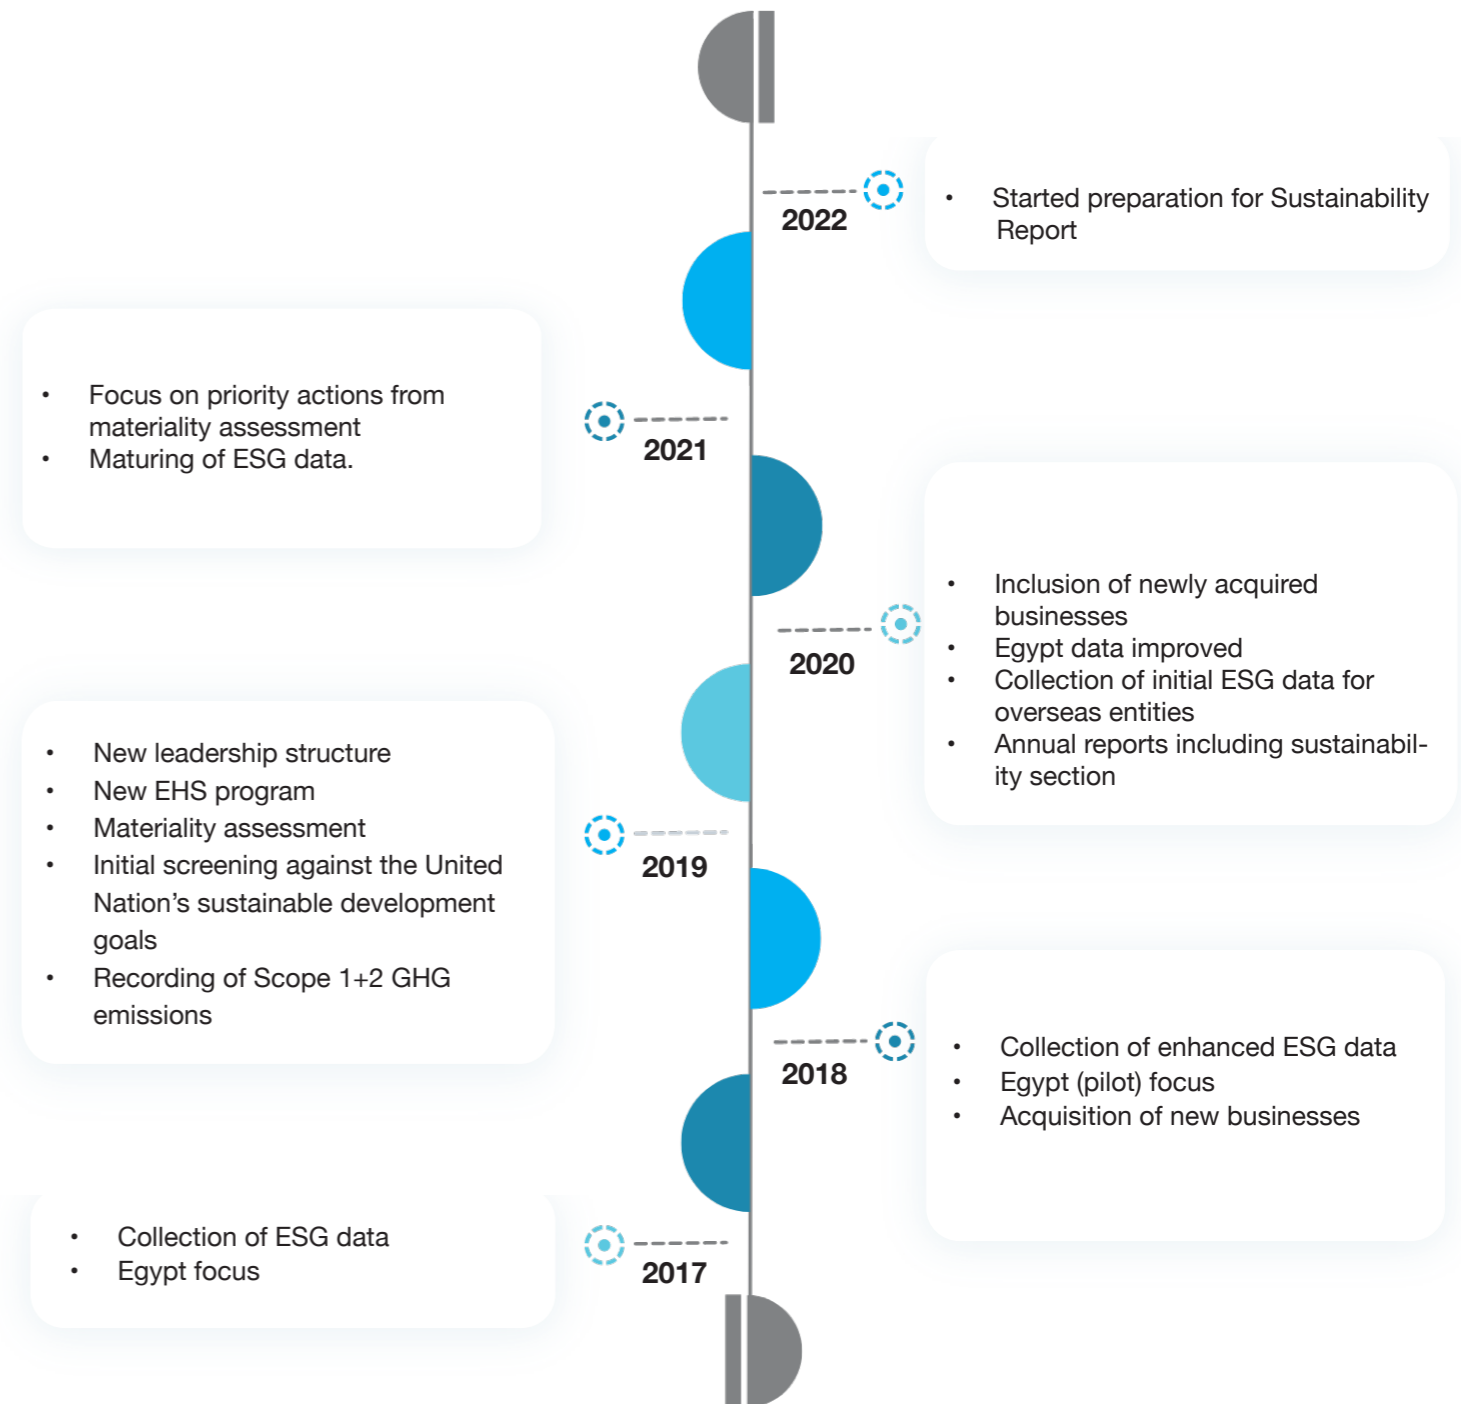 2022
• Started preparation for Sustainability
Report
• Focus on priority actions from
materiality assessment
• Maturing of ESG data.
2021
2020
• Inclusion of newly acquired
businesses
• Egypt data improved
• Collection of initial ESG data for
overseas entities
• Annual reports including sustainabil-
ity section
• New leadership structure
• New EHS program
• Materiality assessment
• Initial screening against the United
Nation’s sustainable development
goals
• Recording of Scope 1+2 GHG
emissions
2019
2018
• Collection of enhanced ESG data
• Egypt (pilot) focus
• Acquisition of new businesses
• Collection of ESG data
• Egypt focus
2017